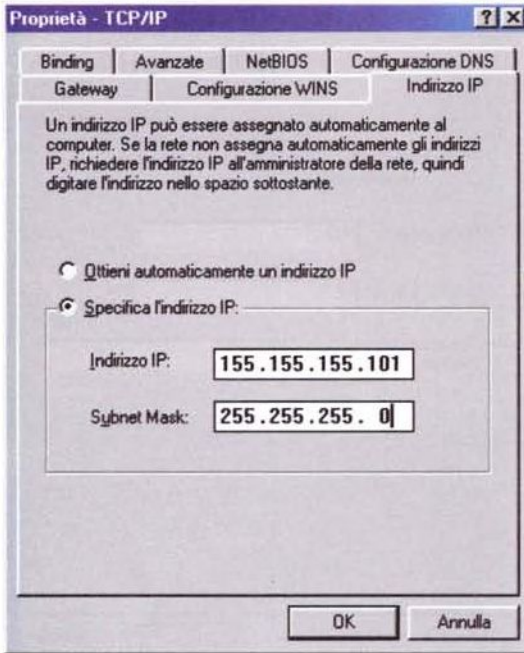 Proprietà - TCP/IP
Binding Avanzate NetBIOS Configurazione DNS
Gateway Configurazione WINS Indirizzo IP
Un indirizzo IP può essere assegnato automaticamente al
computer. Se la rete non assegna automaticamente gli indirizzi
IP, richiedere l'indirizzo IP all'amministratore della rete, quindi
digitare l'indirizzo nello spazio sottostante.
Ottieni automaticamente un indirizzo IP
Specifica l'indirizzo IP:
Indirizzo IP: 155.155.155.101
Subnet Mask: 255.255.255. 0
OK Annulla